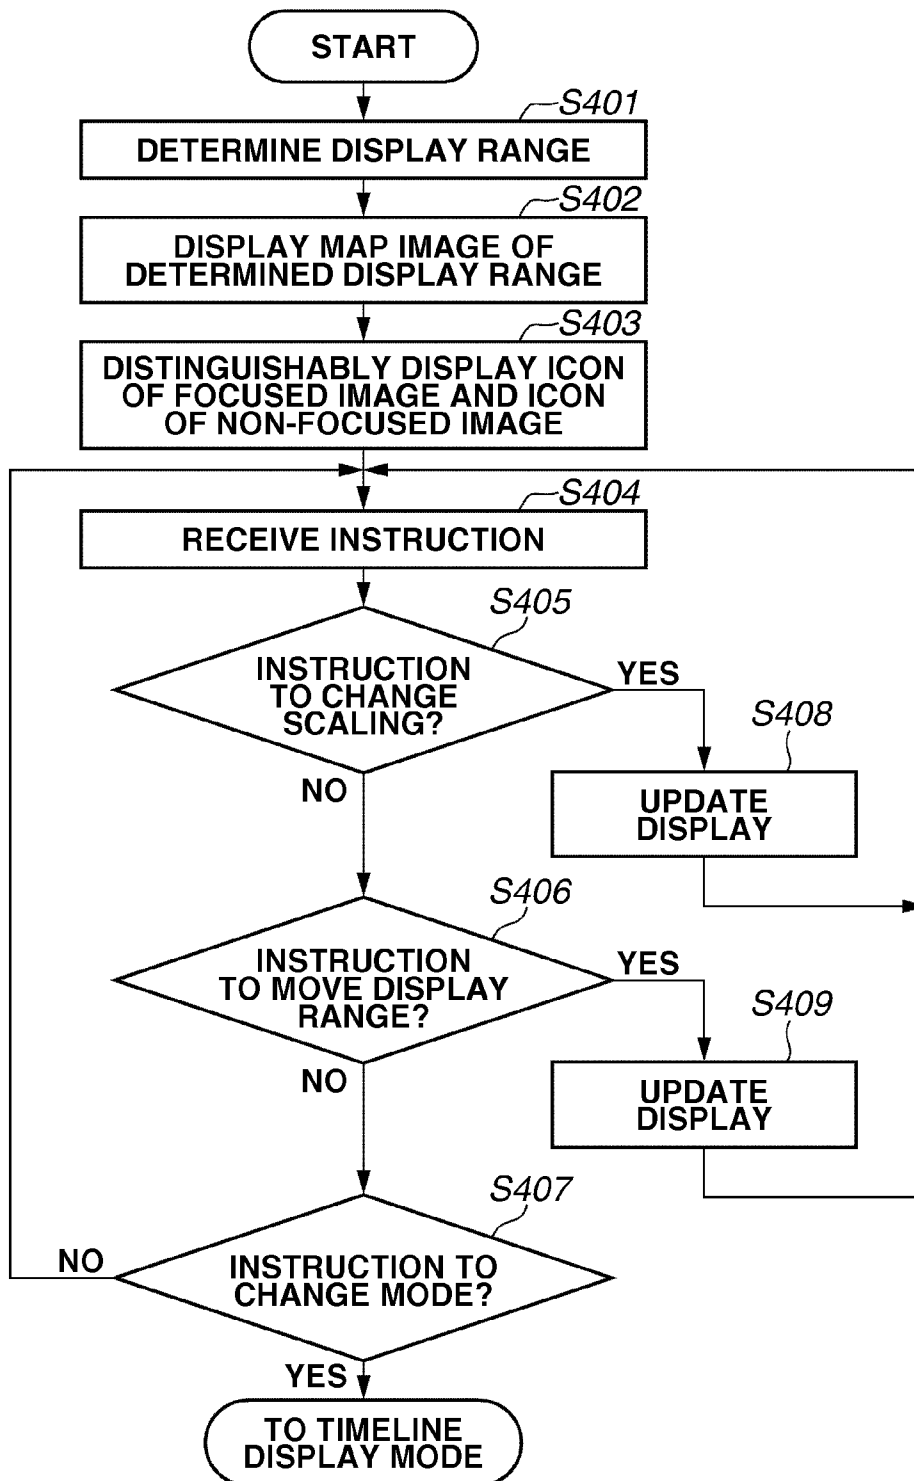 START
S401
DETERMINE DISPLAY RANGE
S402
DISPLAY MAP IMAGE OF
DETERMINED DISPLAY RANGE
S403
DISTINGUISHABLY DISPLAY ICON
OF FOCUSED IMAGE AND ICON
OF NON-FOCUSED IMAGE
S404
RECEIVE INSTRUCTION
S405
INSTRUCTION
TO CHANGE
SCALING?
YES
NO
S408
UPDATE
DISPLAY
S406
INSTRUCTION
TO MOVE DISPLAY
RANGE?
YES
NO
S409
UPDATE
DISPLAY
S407
INSTRUCTION TO
CHANGE MODE?
NO
YES
TO TIMELINE
DISPLAY MODE